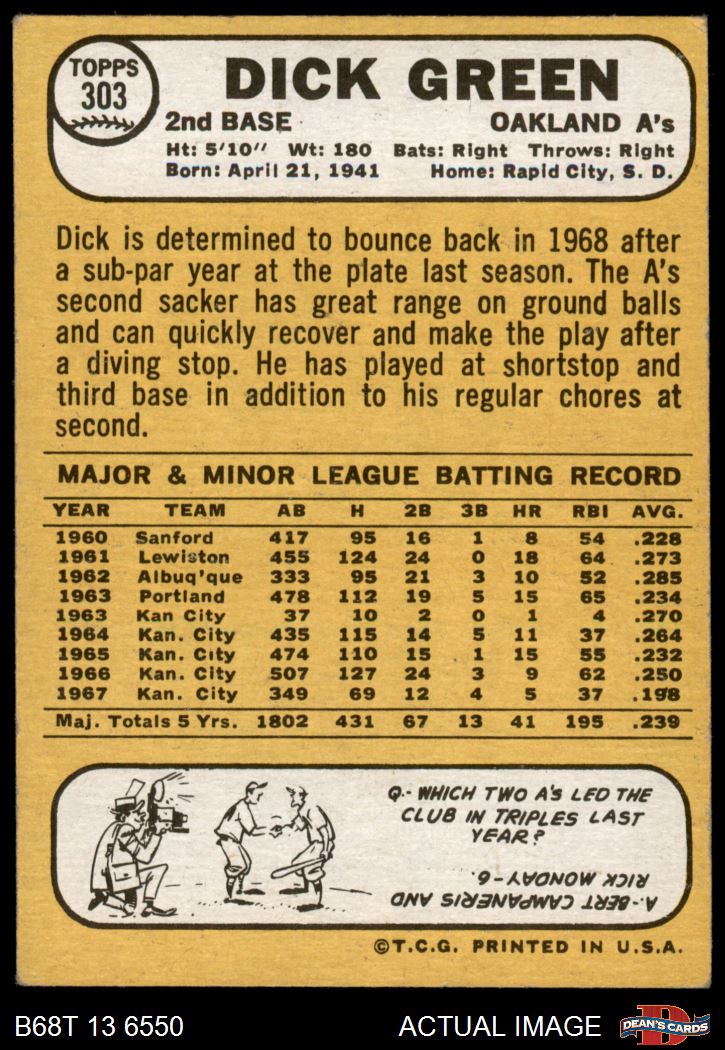 TOPPS
303
DICK GREEN
2nd BASE OAKLAND A's
Ht: 5'10" Wt: 180 Bats: Right Throws: Right
Born: April 21, 1941 Home: Rapid City, S. D.
Dick is determined to bounce back in 1968 after
a sub-par year at the plate last season. The A's
second sacker has great range on ground balls
and can quickly recover and make the play after
a diving stop. He has played at shortstop and
third base in addition to his regular chores at
second.
MAJOR & MINOR LEAGUE BATTING RECORD
YEAR TEAM AB H 2B 3B HR RBI AVG.
1960 Sanford 417 95 16 1 8 54 .228
1961 Lewiston 455 124 24 0 18 64 .273
1962 Albuq'que 333 95 21 3 10 52 .285
1963 Portland 478 112 19 5 15 65 .234
1963 Kan City 37 10 2 0 1 4 .270
1964 Kan. City 435 115 14 5 11 37 .264
1965 Kan. City 474 110 15 1 15 55 .232
1966 Kan. City 507 127 24 3 9 62 .250
1967 Kan. City 349 69 12 4 5 37 .198
Maj. Totals 5 Yrs. 1802 431 67 13 41 195 .239
Q.- WHICH TWO A's LED THE
CLUB IN TRIPLES LAST
YEAR?
A.- BERT CAMPANERIS AND
RICK MONDAY-6.
©T.C.G. PRINTED IN U.S.A.
B68T 13 6550 ACTUAL IMAGE
D
DEAN'S CARDS